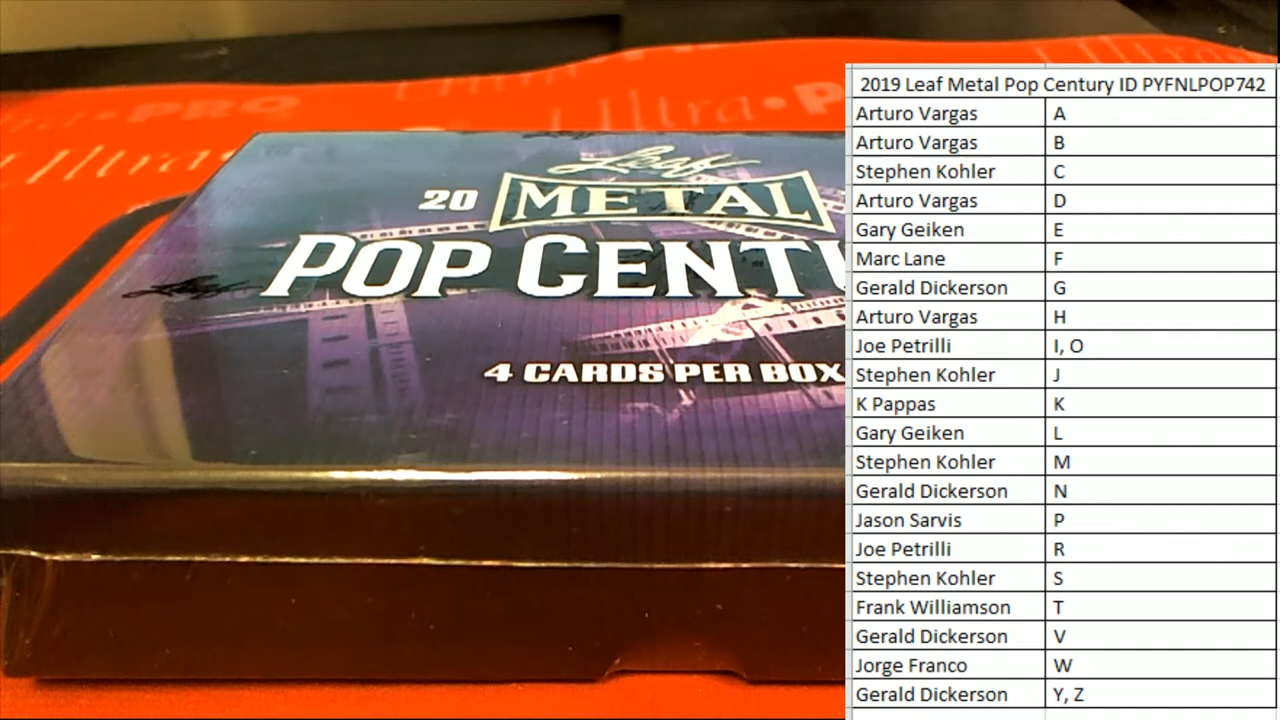 Ultra•PRO
Ultra•P
Ultra
Leaf
20 METAL
POP CENTU
4 CARDS PER BOX
2019 Leaf Metal Pop Century ID PYFNLPOP742
Arturo Vargas A
Arturo Vargas B
Stephen Kohler C
Arturo Vargas D
Gary Geiken E
Marc Lane F
Gerald Dickerson G
Arturo Vargas H
Joe Petrilli I, O
Stephen Kohler J
K Pappas K
Gary Geiken L
Stephen Kohler M
Gerald Dickerson N
Jason Sarvis P
Joe Petrilli R
Stephen Kohler S
Frank Williamson T
Gerald Dickerson V
Jorge Franco W
Gerald Dickerson Y, Z